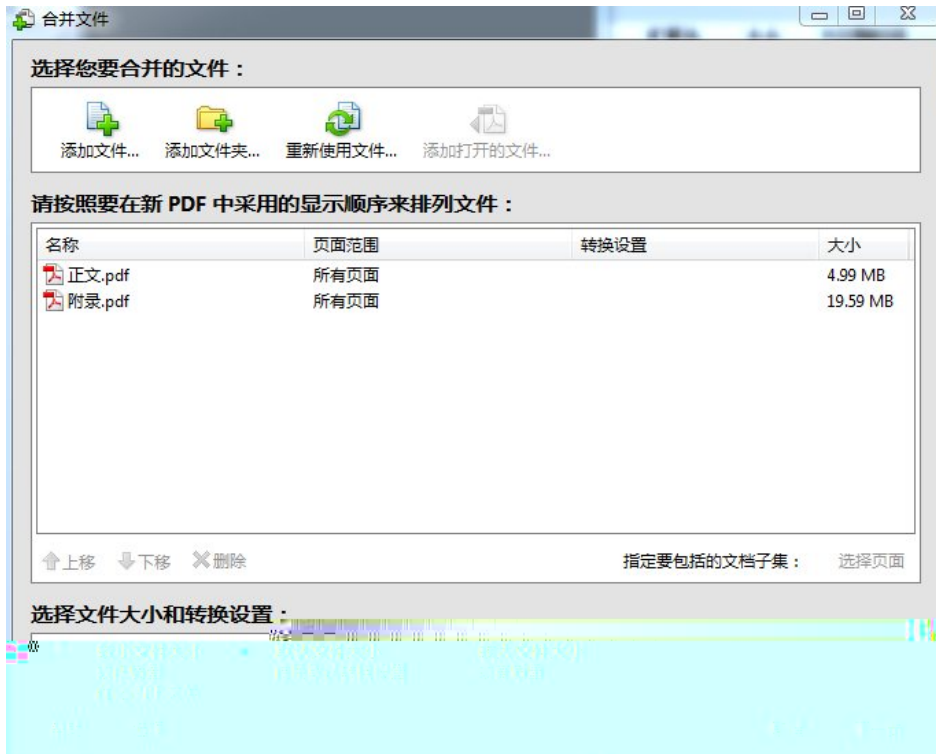 合并文件
选择您要合并的文件：
添加文件... 添加文件夹... 重新使用文件... 添加打开的文件...
请按照要在新 PDF 中采用的显示顺序来排列文件：
名称 页面范围 转换设置 大小
正文.pdf 所有页面 4.99 MB
附录.pdf 所有页面 19.59 MB
上移 下移 删除 指定要包括的文档子集： 选择页面
选择文件大小和转换设置：